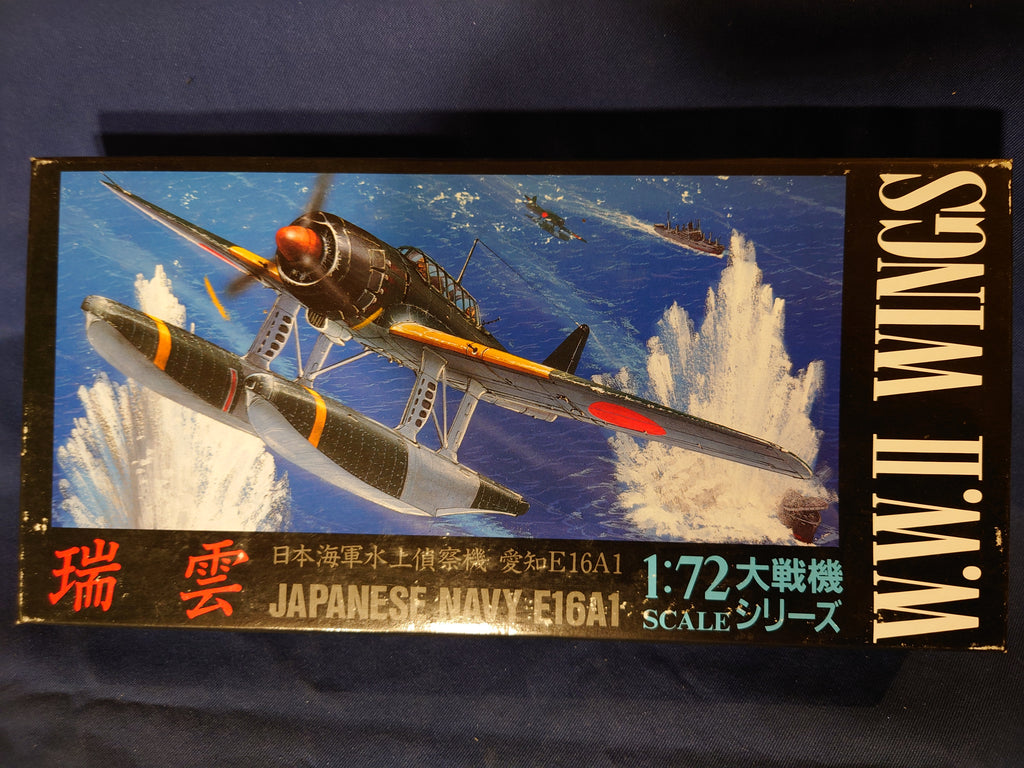 瑞雲
日本海軍水上偵察機 愛知E16A1
JAPANESE NAVY E16A1
1:72 大戦機
SCALE シリーズ
W.W.II WINGS